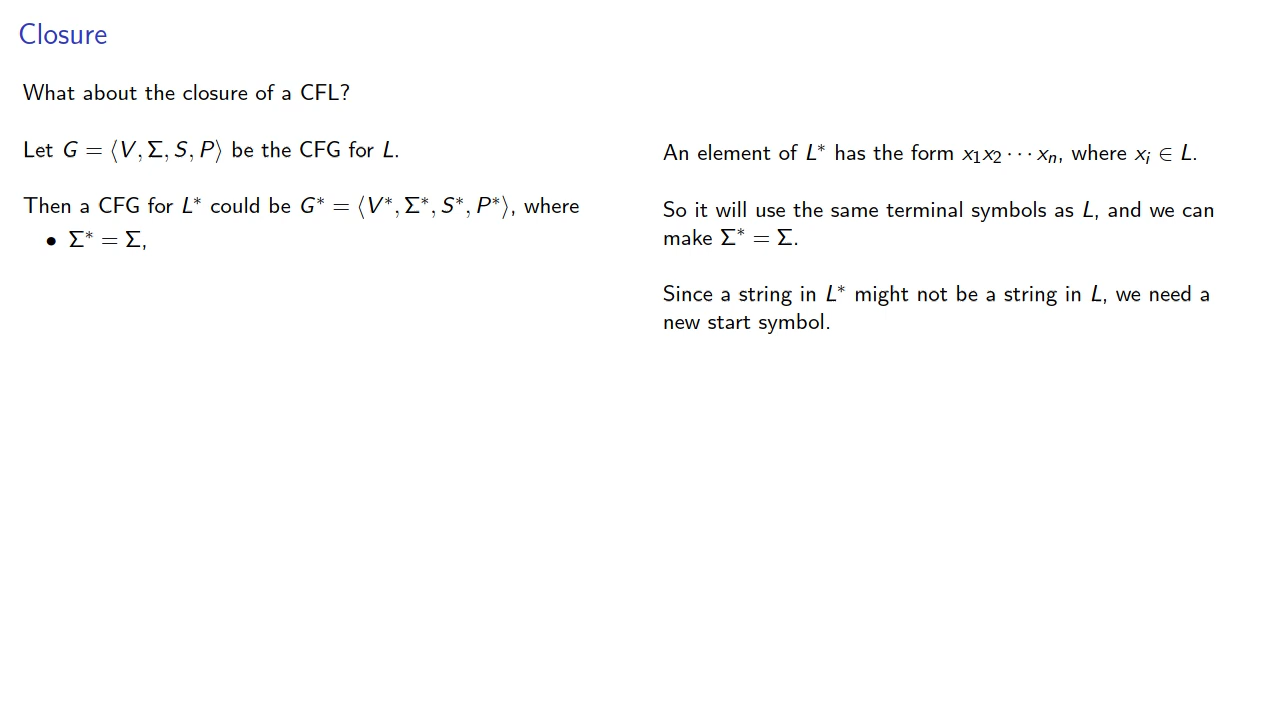 Closure
What about the closure of a CFL?
Let G = ⟨V, Σ, S, P⟩ be the CFG for L.
Then a CFG for L* could be G* = ⟨V*, Σ*, S*, P*⟩, where
• Σ* = Σ,
An element of L* has the form x₁x₂ · · · xₙ, where xᵢ ∈ L.
So it will use the same terminal symbols as L, and we can
make Σ* = Σ.
Since a string in L* might not be a string in L, we need a
new start symbol.